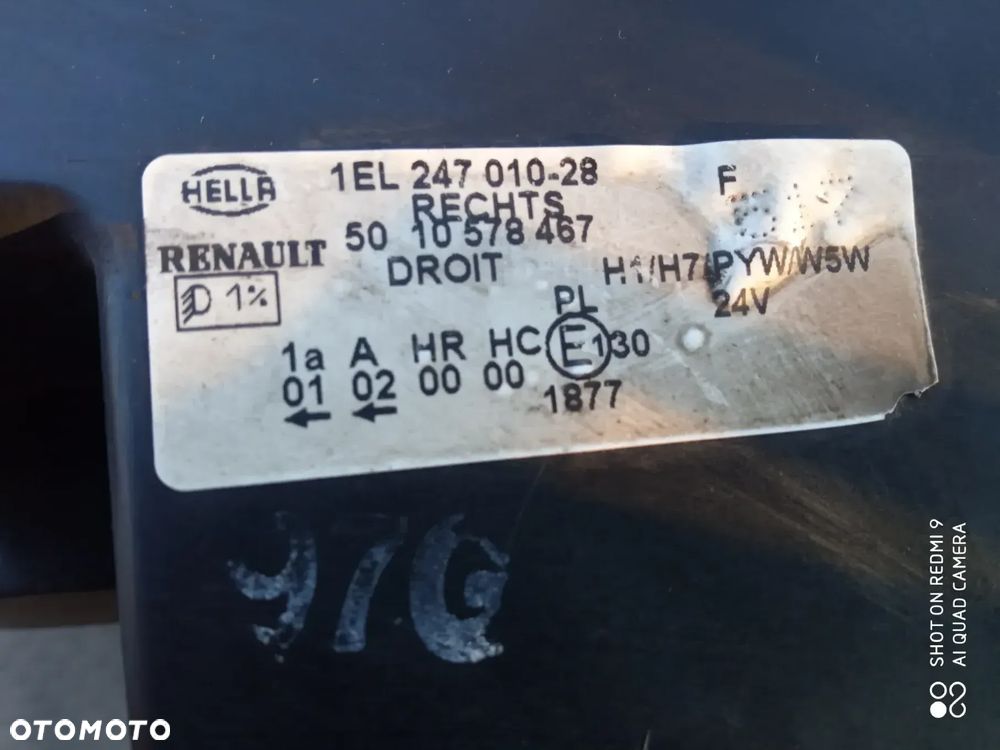 HELLA
1EL 247 010-28
F
RECHTS
RENAULT
50 10 578 467
DROIT
H1/H7/PYW/W5W
24V
1%
PL
1a A HR HC E 130
01 02 00 00
1877
97G
SHOT ON REDMI 9
AI QUAD CAMERA
OTOMOTO